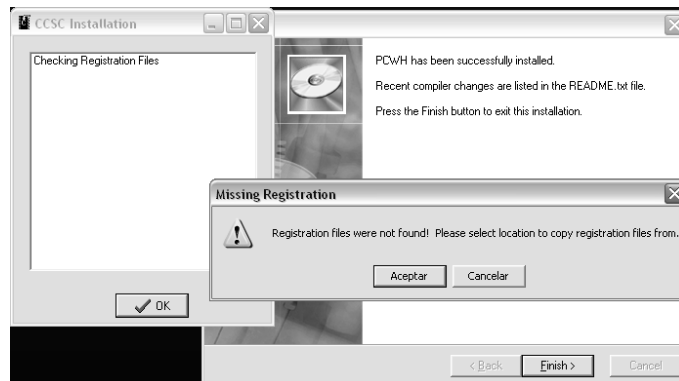 CCSC Installation
Checking Registration Files
OK
PCWH has been successfully installed.
Recent compiler changes are listed in the README.txt file.
Press the Finish button to exit this installation.
Missing Registration
Registration files were not found! Please select location to copy registration files from.
Aceptar
Cancelar
< Back
Finish >
Cancel